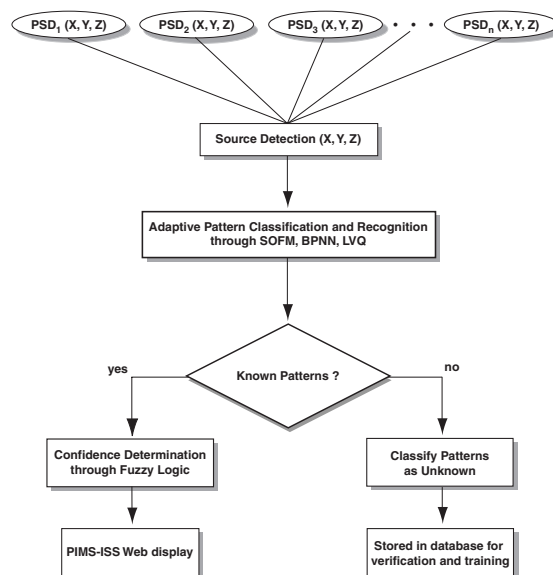 PSD1 (X, Y, Z)
PSD2 (X, Y, Z)
PSD3 (X, Y, Z)
• • •
PSDn (X, Y, Z)
Source Detection (X, Y, Z)
Adaptive Pattern Classification and Recognition
through SOFM, BPNN, LVQ
Known Patterns ?
yes
no
Confidence Determination
through Fuzzy Logic
Classify Patterns
as Unknown
PIMS-ISS Web display
Stored in database for
verification and training